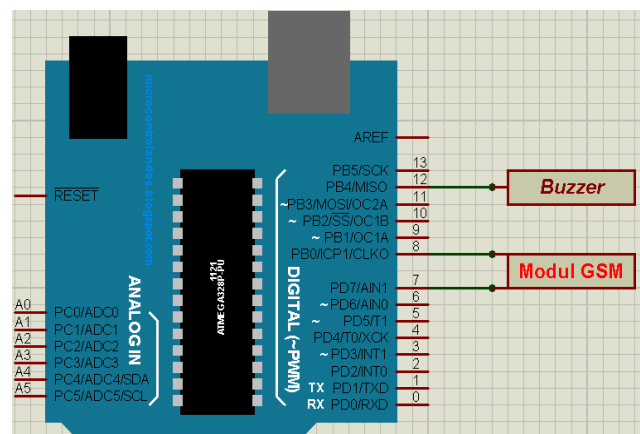 microcontrolandos.blogspot.com
RESET
AREF
PB5/SCK 13
PB4/MISO 12
~PB3/MOSI/OC2A 11
~ PB2/SS/OC1B 10
~ PB1/OC1A 9
PB0/ICP1/CLKO 8
PD7/AIN1 7
~ PD6/AIN0 6
~ PD5/T1 5
PD4/T0/XCK 4
~ PD3/INT1 3
PD2/INT0 2
TX PD1/TXD 1
RX PD0/RXD 0
DIGITAL (~PWM)
1121
ATMEGA328P-PU
ANALOG IN
A0 PC0/ADC0
A1 PC1/ADC1
A2 PC2/ADC2
A3 PC3/ADC3
A4 PC4/ADC4/SDA
A5 PC5/ADC5/SCL
Buzzer
Modul GSM